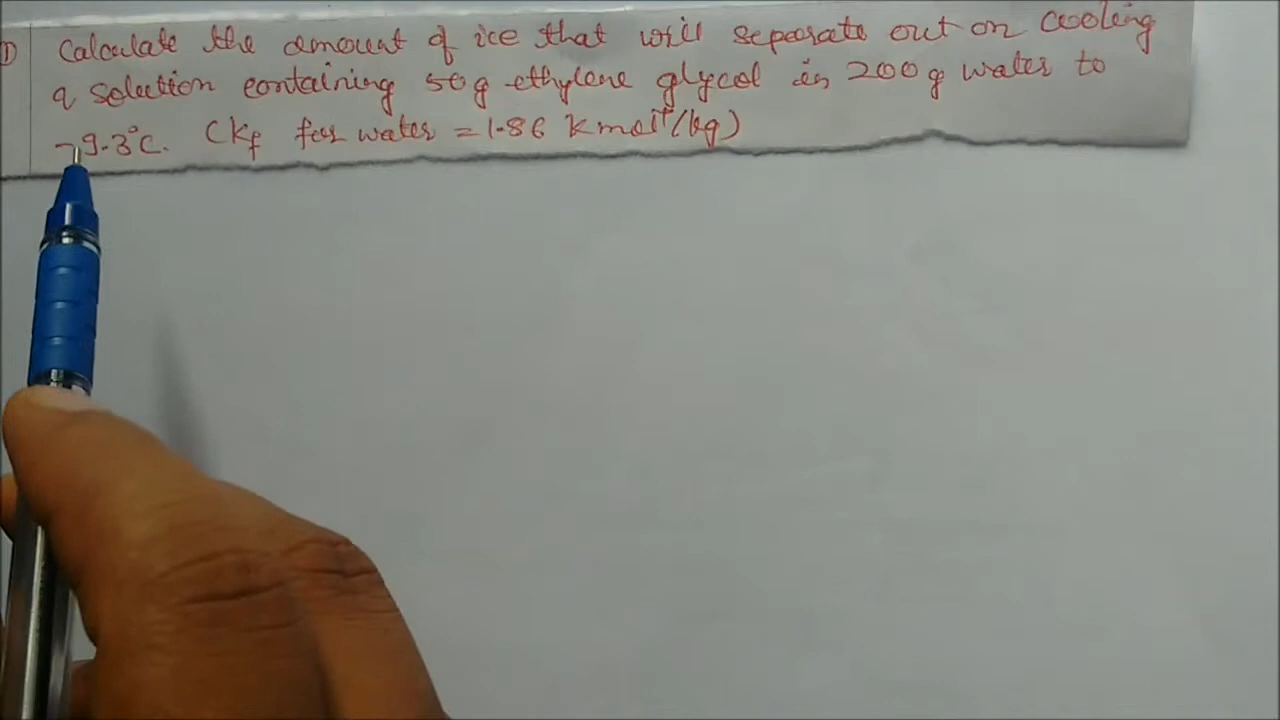 1) Calculate the amount of ice that will separate out on cooling
a solution containing 50g ethylene glycol in 200g water to
-9.3°C. (Kf for water = 1.86 K mol⁻¹ kg)